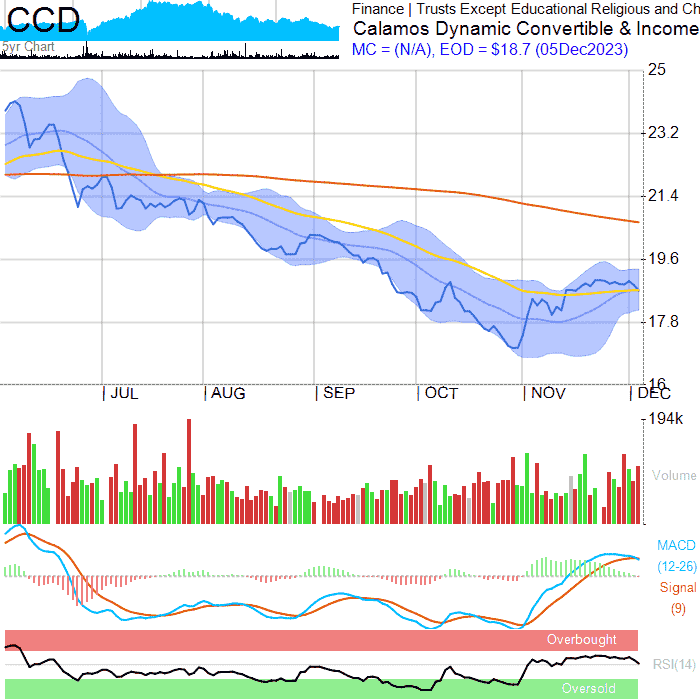 CCD
5yr Chart
Finance | Trusts Except Educational Religious and Ch
Calamos Dynamic Convertible & Income
MC = (N/A), EOD = $18.7 (05Dec2023)
25
23.2
21.4
19.6
17.8
16
JUL AUG SEP OCT NOV DEC
194k
Volume
MACD
(12-26)
Signal
(9)
Overbought
RSI(14)
Oversold